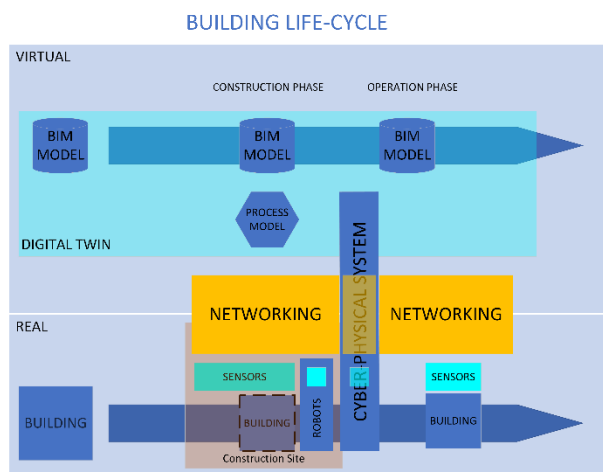 BUILDING LIFE-CYCLE
VIRTUAL
CONSTRUCTION PHASE
OPERATION PHASE
BIM
MODEL
BIM
MODEL
BIM
MODEL
PROCESS
MODEL
DIGITAL TWIN
CYBER-PHYSICAL SYSTEM
NETWORKING
NETWORKING
REAL
SENSORS
SENSORS
BUILDING
BUILDING
ROBOTS
BUILDING
Construction Site